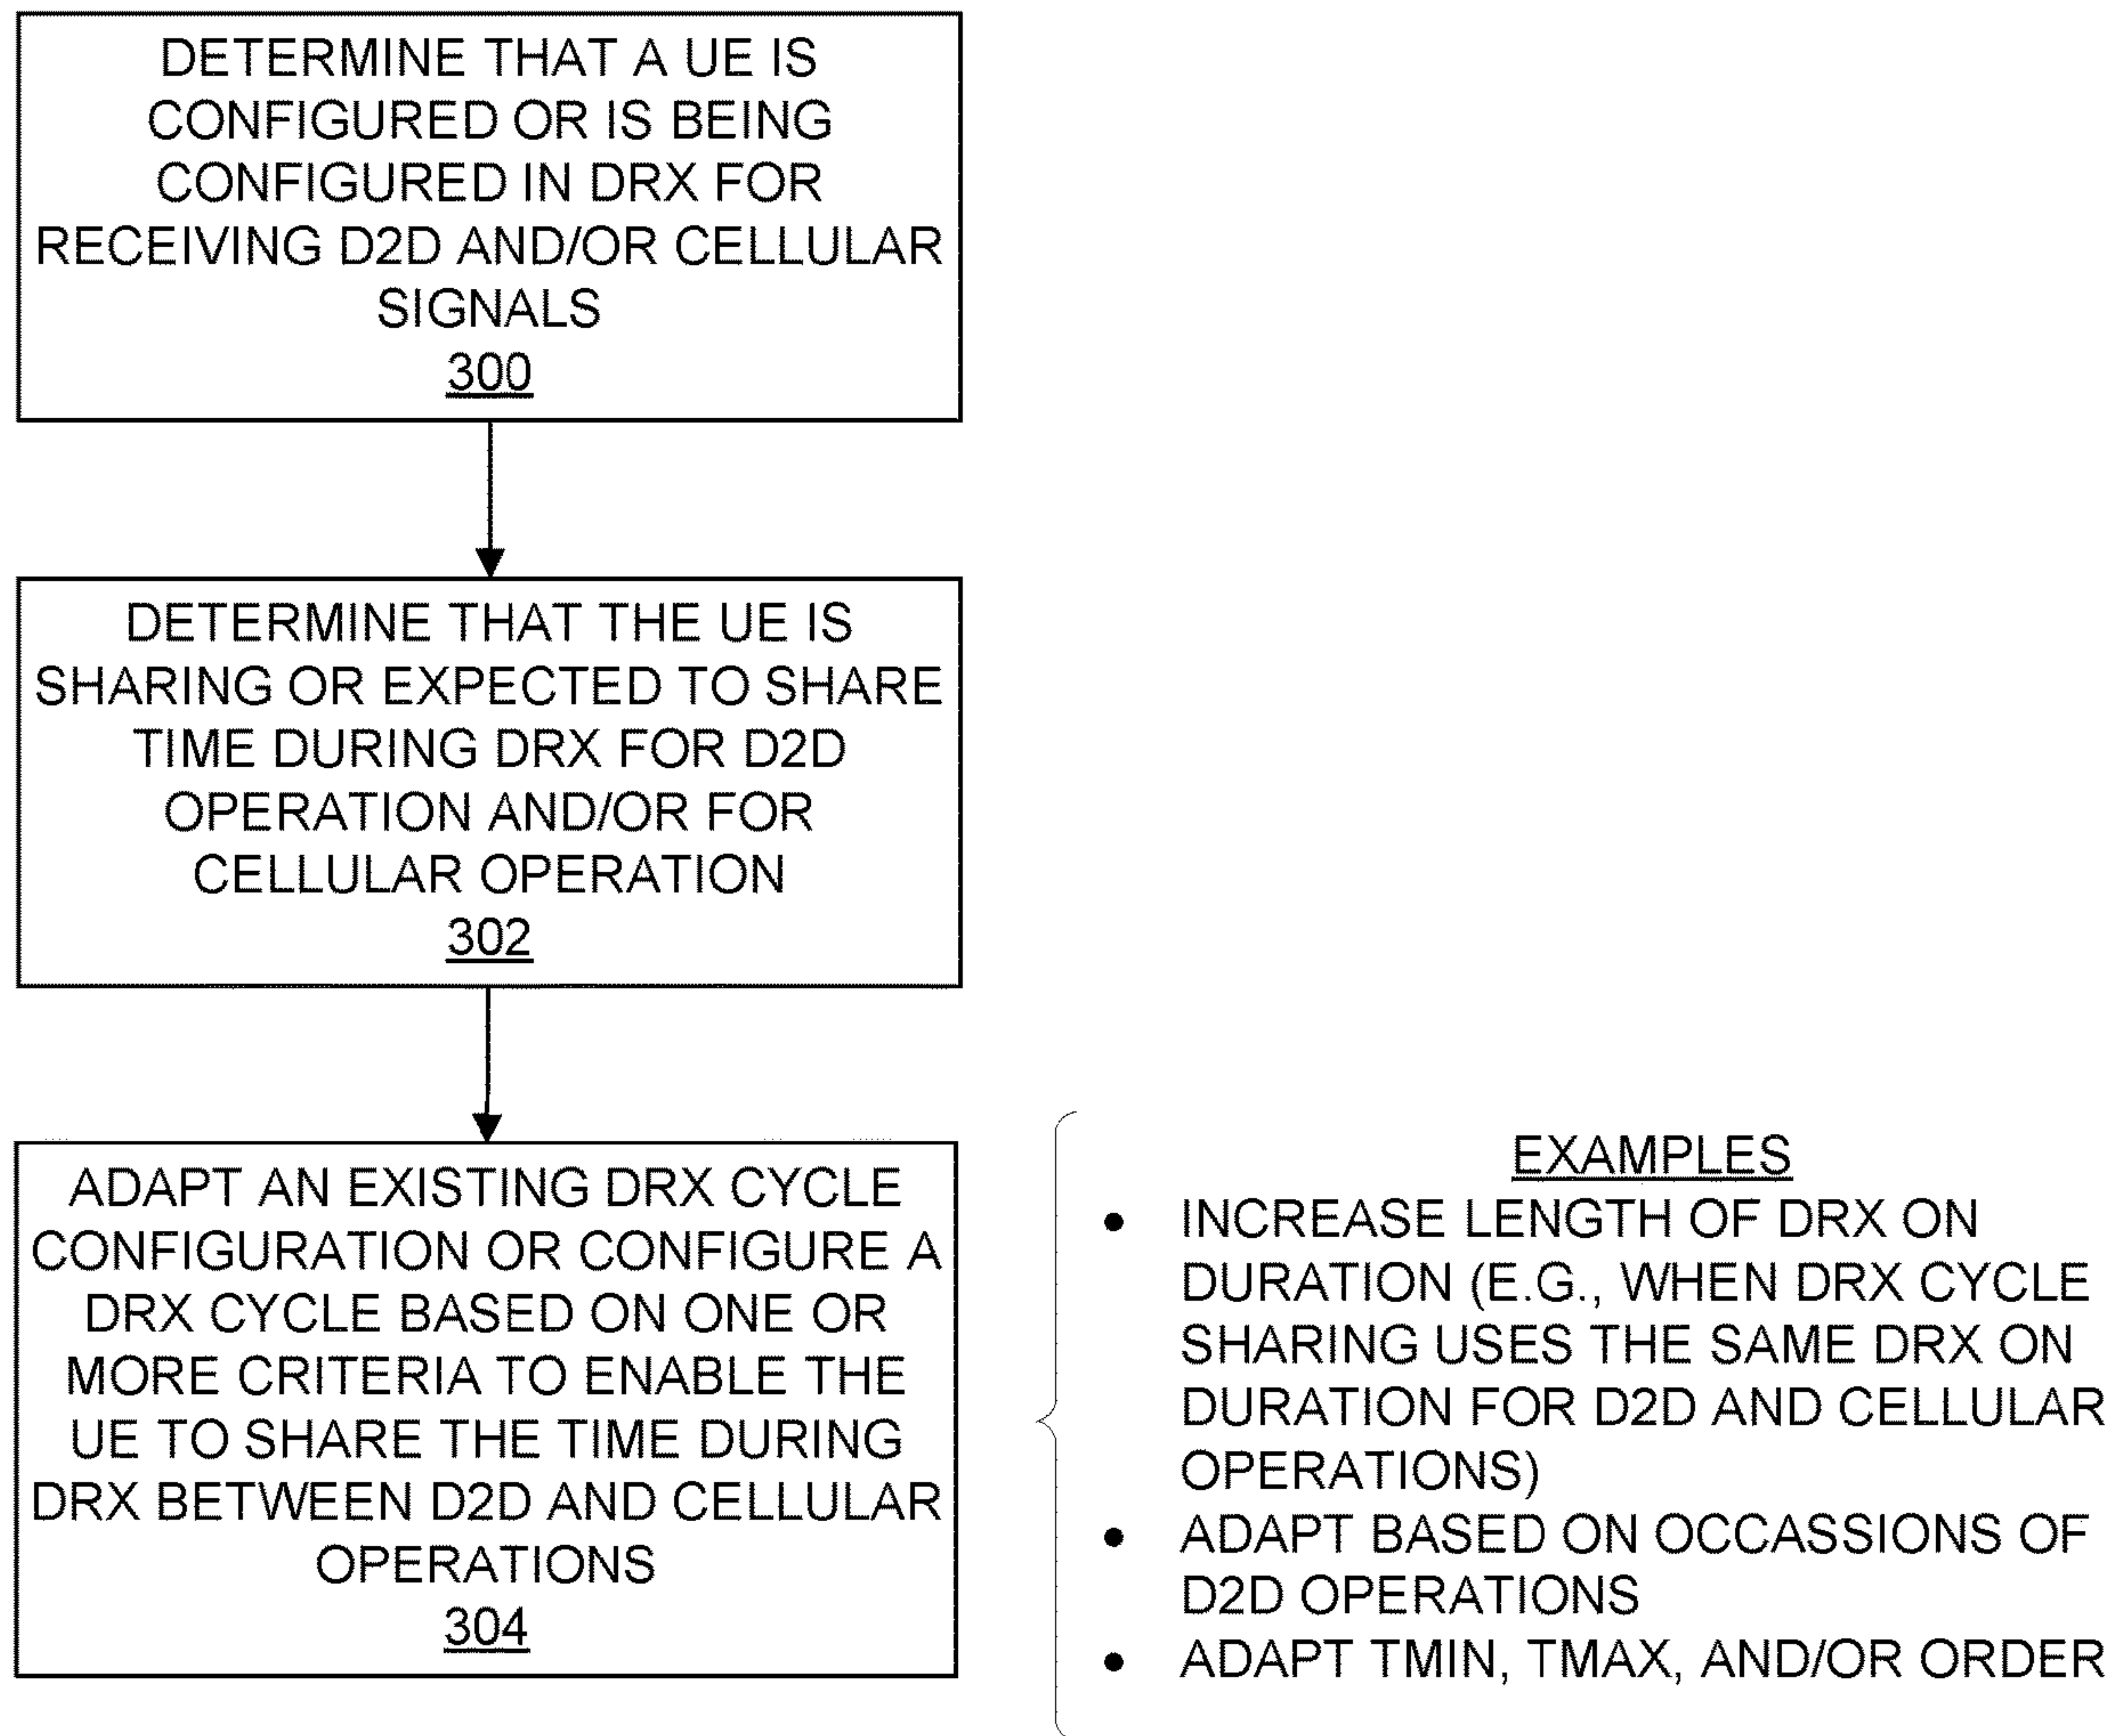 DETERMINE THAT A UE IS
CONFIGURED OR IS BEING
CONFIGURED IN DRX FOR
RECEIVING D2D AND/OR CELLULAR
SIGNALS
300
DETERMINE THAT THE UE IS
SHARING OR EXPECTED TO SHARE
TIME DURING DRX FOR D2D
OPERATION AND/OR FOR
CELLULAR OPERATION
302
ADAPT AN EXISTING DRX CYCLE
CONFIGURATION OR CONFIGURE A
DRX CYCLE BASED ON ONE OR
MORE CRITERIA TO ENABLE THE
UE TO SHARE THE TIME DURING
DRX BETWEEN D2D AND CELLULAR
OPERATIONS
304
EXAMPLES
• INCREASE LENGTH OF DRX ON
DURATION (E.G., WHEN DRX CYCLE
SHARING USES THE SAME DRX ON
DURATION FOR D2D AND CELLULAR
OPERATIONS)
• ADAPT BASED ON OCCASSIONS OF
D2D OPERATIONS
• ADAPT TMIN, TMAX, AND/OR ORDER